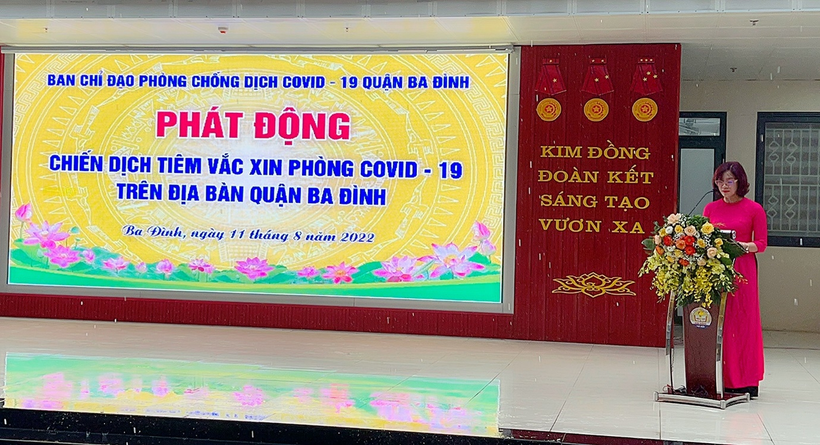 BAN CHỈ ĐẠO PHÒNG CHỐNG DỊCH COVID - 19 QUẬN BA ĐÌNH
PHÁT ĐỘNG
CHIẾN DỊCH TIÊM VẮC XIN PHÒNG COVID - 19
TRÊN ĐỊA BÀN QUẬN BA ĐÌNH
Ba Đình, ngày 11 tháng 8 năm 2022
KIM ĐỒNG
ĐOÀN KẾT
SÁNG TẠO
VƯƠN XA